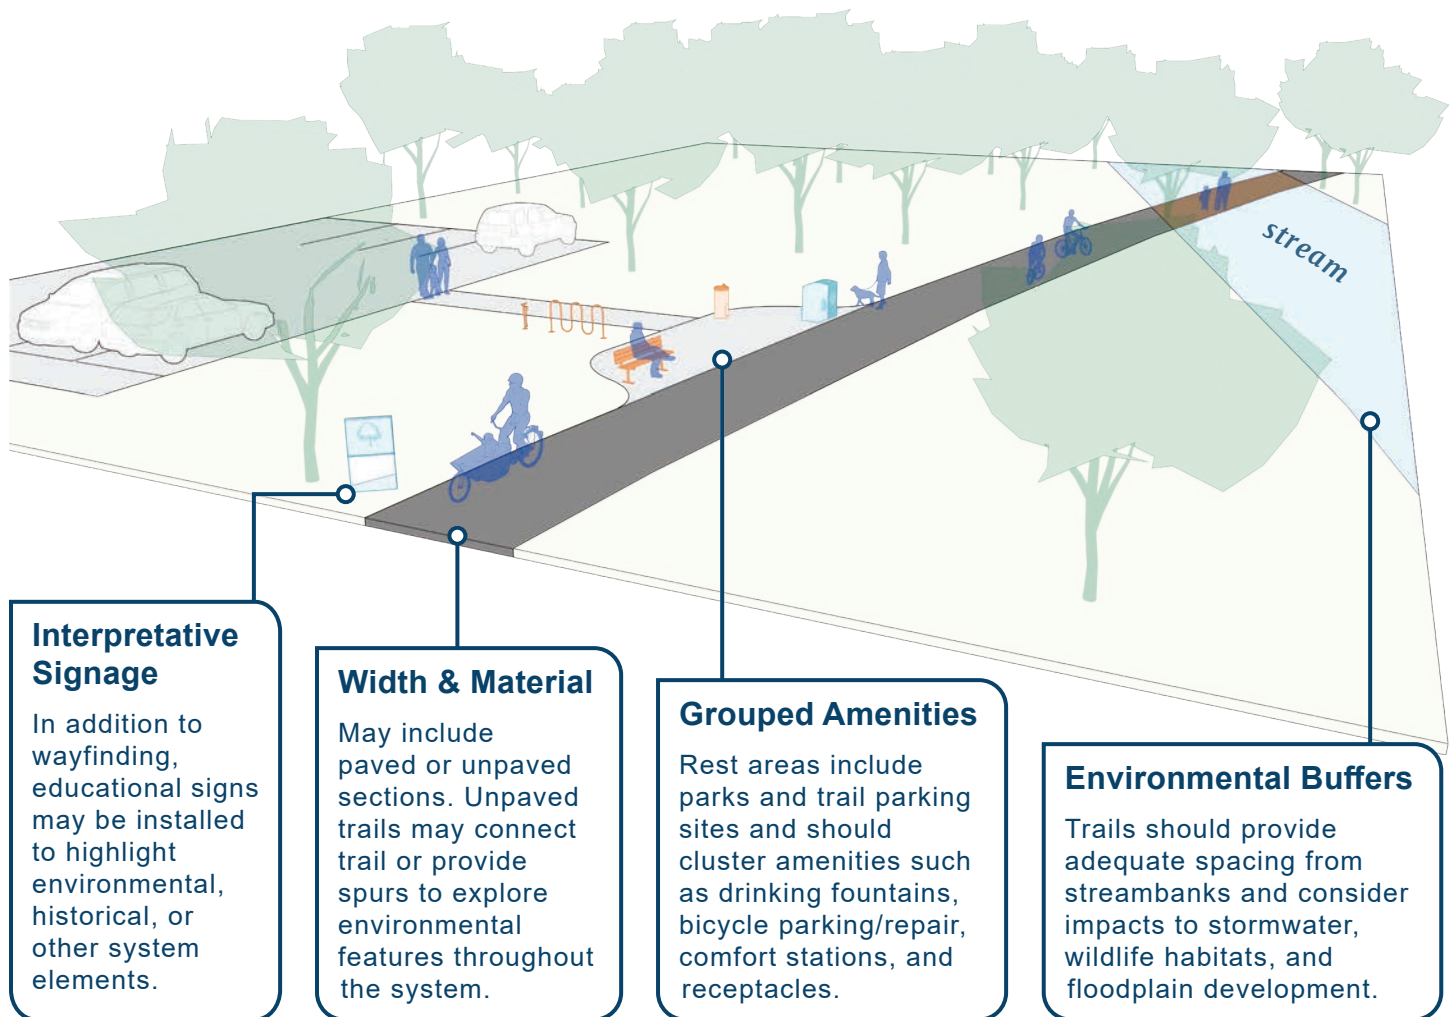 stream
Interpretative
Signage
In addition to
wayfinding,
educational signs
may be installed
to highlight
environmental,
historical, or
other system
elements.
Width & Material
May include
paved or unpaved
sections. Unpaved
trails may connect
trail or provide
spurs to explore
environmental
features throughout
the system.
Grouped Amenities
Rest areas include
parks and trail parking
sites and should
cluster amenities such
as drinking fountains,
bicycle parking/repair,
comfort stations, and
receptacles.
Environmental Buffers
Trails should provide
adequate spacing from
streambanks and consider
impacts to stormwater,
wildlife habitats, and
floodplain development.